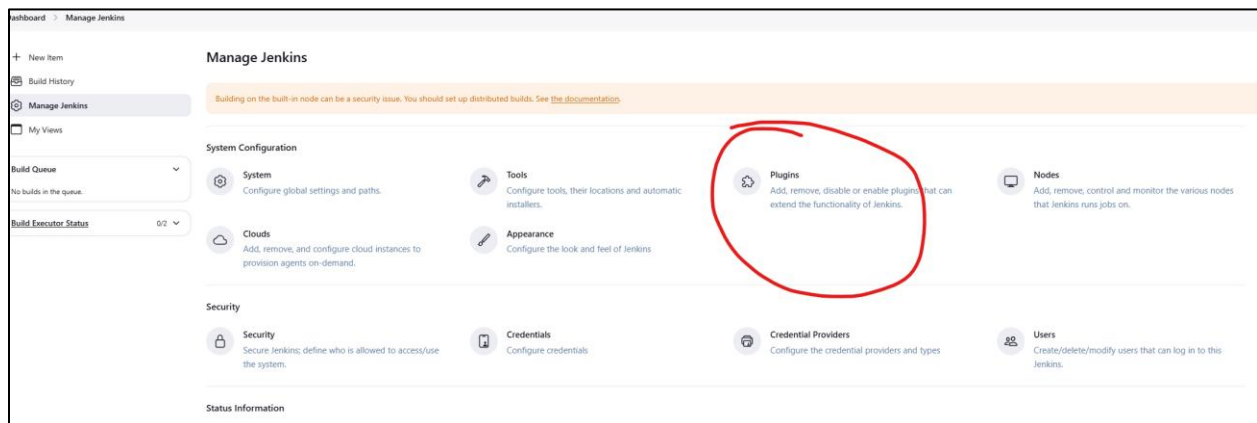 Dashboard > Manage Jenkins
New Item
Build History
Manage Jenkins
My Views
Build Queue
No builds in the queue.
Build Executor Status 0/2
Manage Jenkins
Building on the built-in node can be a security issue. You should set up distributed builds. See the documentation.
System Configuration
System
Configure global settings and paths.
Tools
Configure tools, their locations and automatic
installers.
Plugins
Add, remove, disable or enable plugins that can
extend the functionality of Jenkins.
Nodes
Add, remove, control and monitor the various nodes
that Jenkins runs jobs on.
Clouds
Add, remove, and configure cloud instances to
provision agents on-demand.
Appearance
Configure the look and feel of Jenkins
Security
Security
Secure Jenkins; define who is allowed to access/use
the system.
Credentials
Configure credentials
Credential Providers
Configure the credential providers and types
Users
Create/delete/modify users that can log in to this
Jenkins.
Status Information